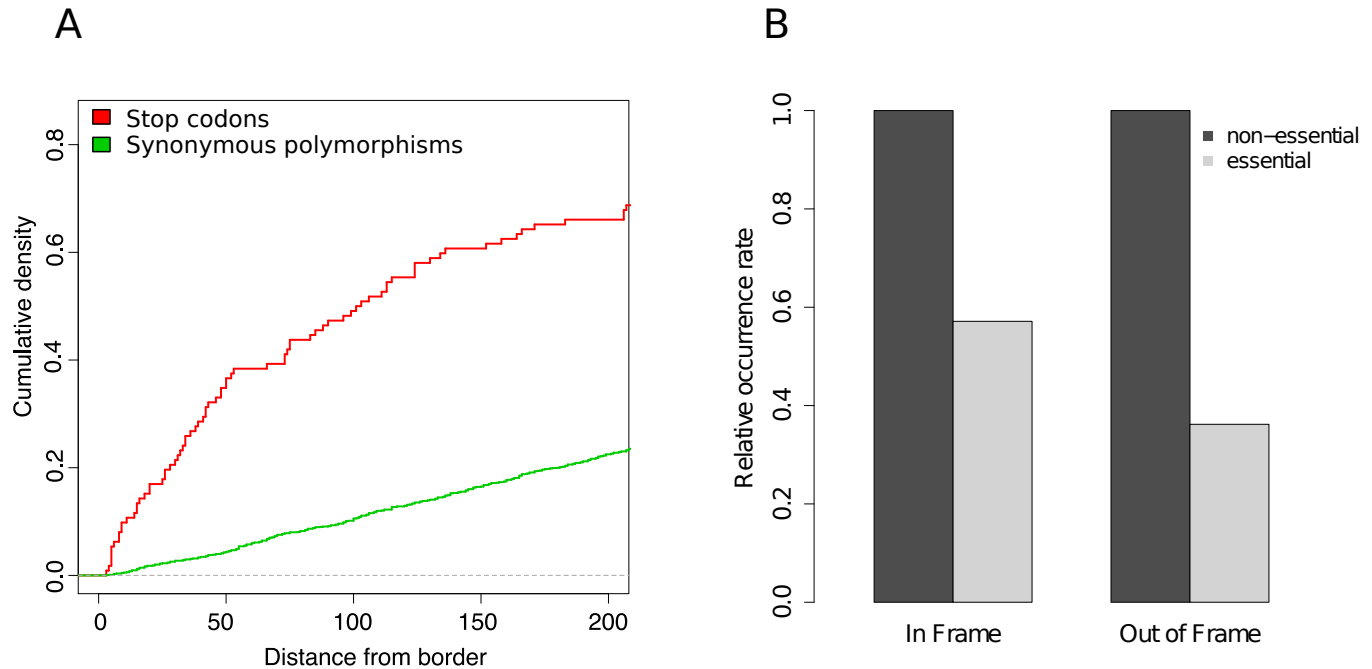 A
Stop codons
Synonymous polymorphisms
Cumulative density
0.8
0.6
0.4
0.2
0.0
0 50 100 150 200
Distance from border
B
non−essential
essential
Relative occurrence rate
1.0
0.8
0.6
0.4
0.2
0.0
In Frame Out of Frame